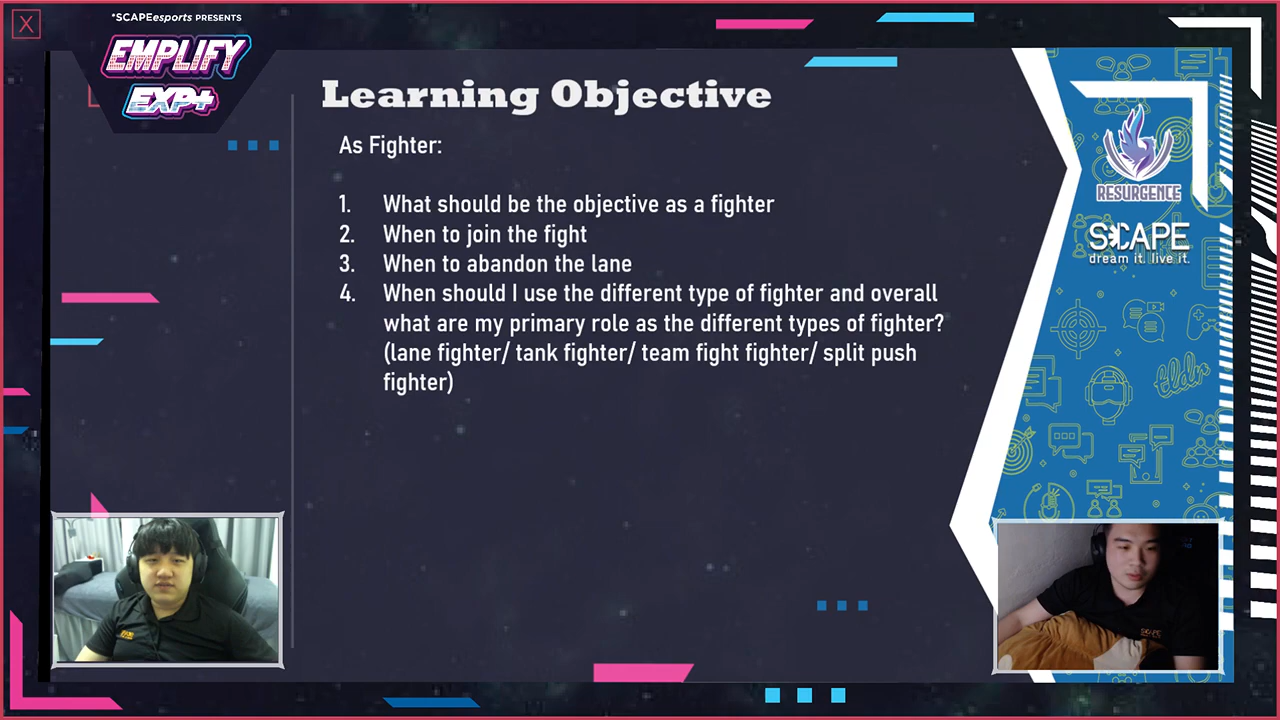 *SCAPEesports PRESENTS
EMPLIFY
EXP+
X
Learning Objective
As Fighter:
1. What should be the objective as a fighter
2. When to join the fight
3. When to abandon the lane
4. When should I use the different type of fighter and overall
what are my primary role as the different types of fighter?
(lane fighter/ tank fighter/ team fight fighter/ split push
fighter)
RESURGENCE
S*CAPE
dream it. live it.
SCAPE